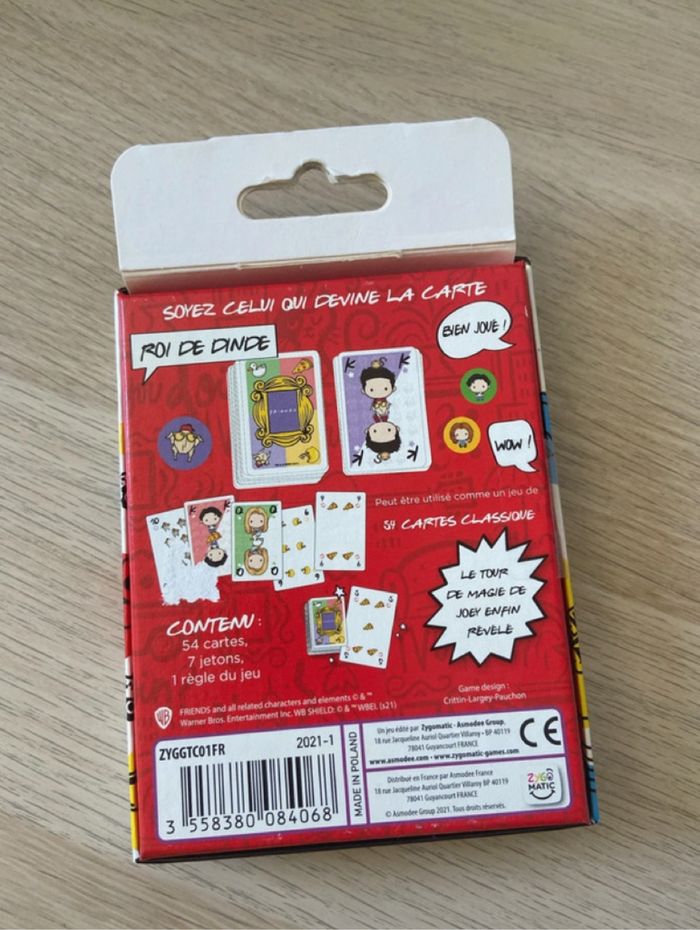 SOYEZ CELUI QUI DEVINE LA CARTE
ROI DE DINDE
BIEN JOUÉ !
FRIENDS
K
K
K
K
WOW !
Peut être utilisé comme un jeu de
54 CARTES CLASSIQUE
10
LE TOUR
DE MAGIE DE
JOEY ENFIN
RÉVÉLÉ
CONTENU :
54 cartes,
7 jetons,
1 règle du jeu
Game design :
Crittin-Largey-Pauchon
WB
FRIENDS and all related characters and elements © & ™
Warner Bros. Entertainment Inc. WB SHIELD: © & ™ WBEI. (s21)
ZYGGTC01FR
2021-1
3 558380 084068
MADE IN POLAND
Un jeu édité par Zygomatic - Asmodee Group.
18 rue Jacqueline Auriol Quartier Villaroy - BP 40119
78041 Guyancourt FRANCE
www.asmodee.com - www.zygomatic-games.com
CE
Distribué en France par Asmodee France
18 rue Jacqueline Auriol Quartier Villaroy - BP 40119
78041 Guyancourt FRANCE
© Asmodee Group 2021. Tous droits réservés.
ZYGO
MATIC